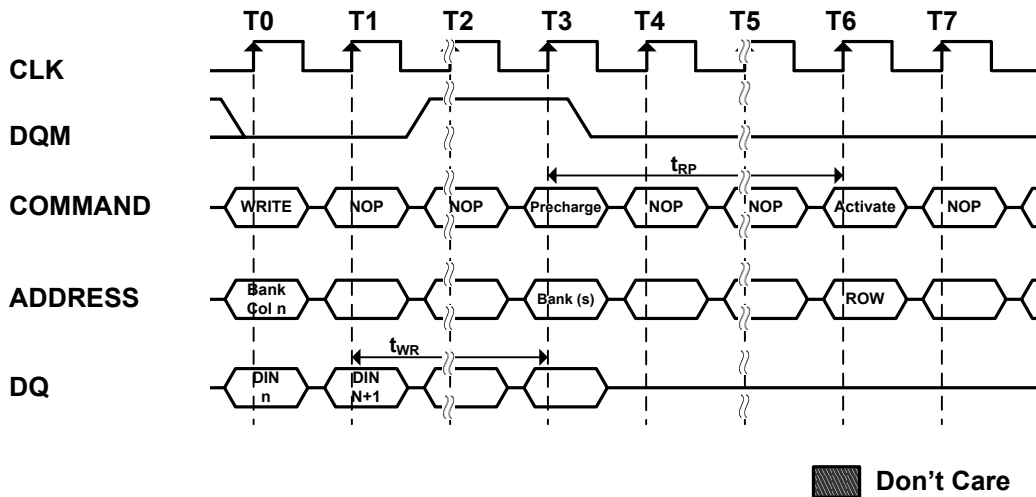 T0 T1 T2 T3 T4 T5 T6 T7
CLK
DQM
tRP
COMMAND WRITE NOP NOP Precharge NOP NOP Activate NOP
ADDRESS Bank Col n Bank (s) ROW
tWR
DQ DIN n DIN N+1
Don't Care